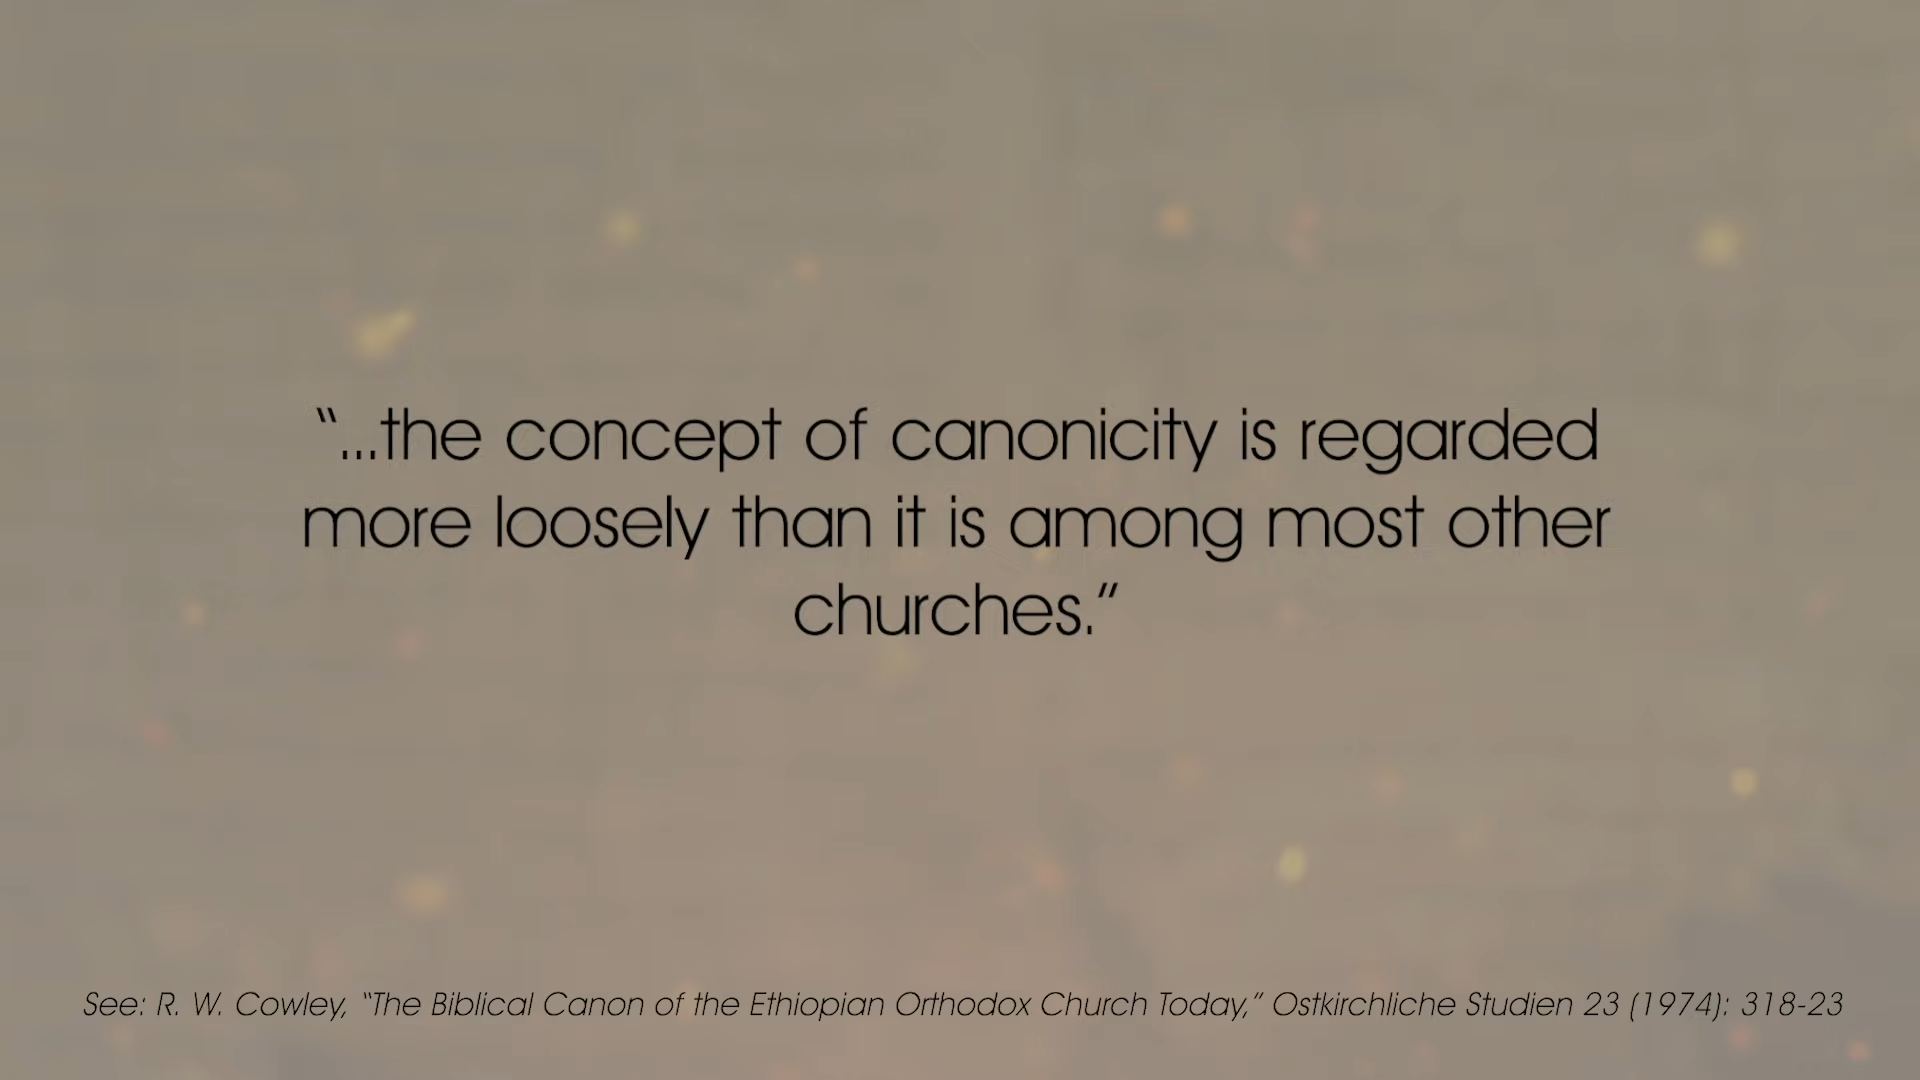 “...the concept of canonicity is regarded
more loosely than it is among most other
churches.”
See: R. W. Cowley, “The Biblical Canon of the Ethiopian Orthodox Church Today,” Ostkirchliche Studien 23 (1974): 318-23